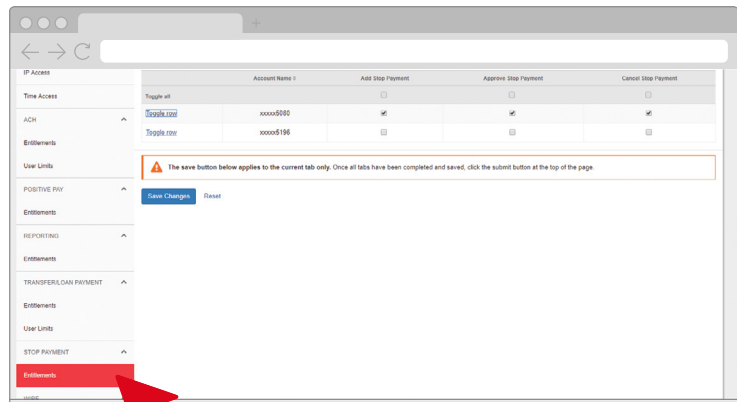 IP Access
Time Access
ACH
Entitlements
User Limits
POSITIVE PAY
Entitlements
REPORTING
Entitlements
TRANSFER/LOAN PAYMENT
Entitlements
User Limits
STOP PAYMENT
Entitlements
WIRE
Account Name Add Stop Payment Approve Stop Payment Cancel Stop Payment
Toggle all
Toggle row xxxxx6080
Toggle row xxxxx6196
The save button below applies to the current tab only. Once all tabs have been completed and saved, click the submit button at the top of the page.
Save Changes Reset